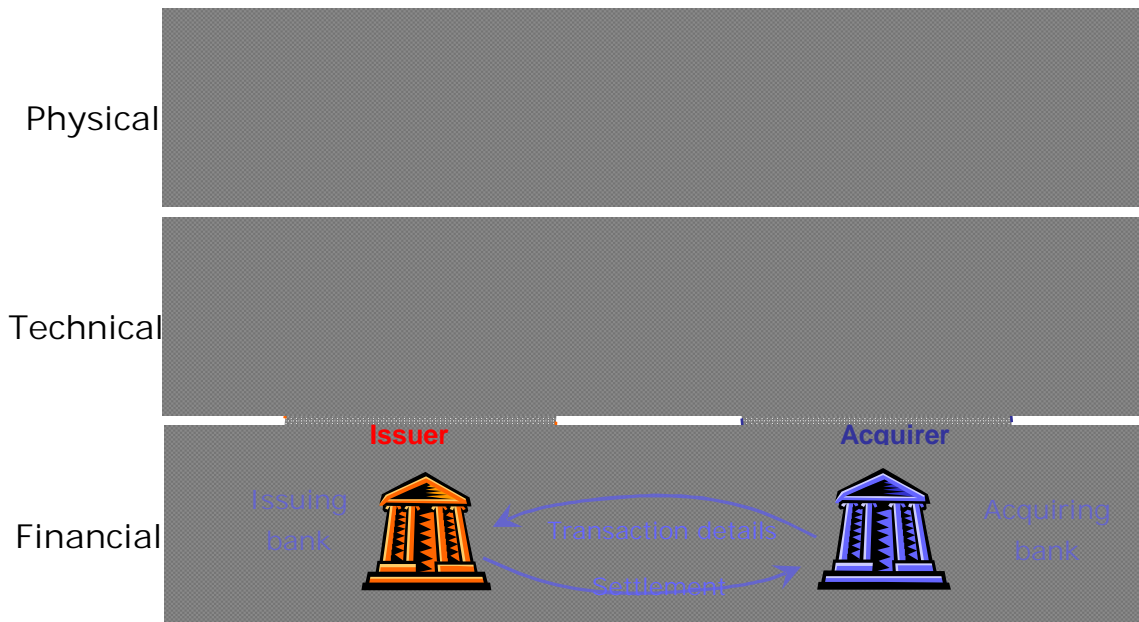 Physical
Technical
Issuer
Acquirer
Issuing
bank
Transaction details
Settlement
Acquiring
bank
Financial